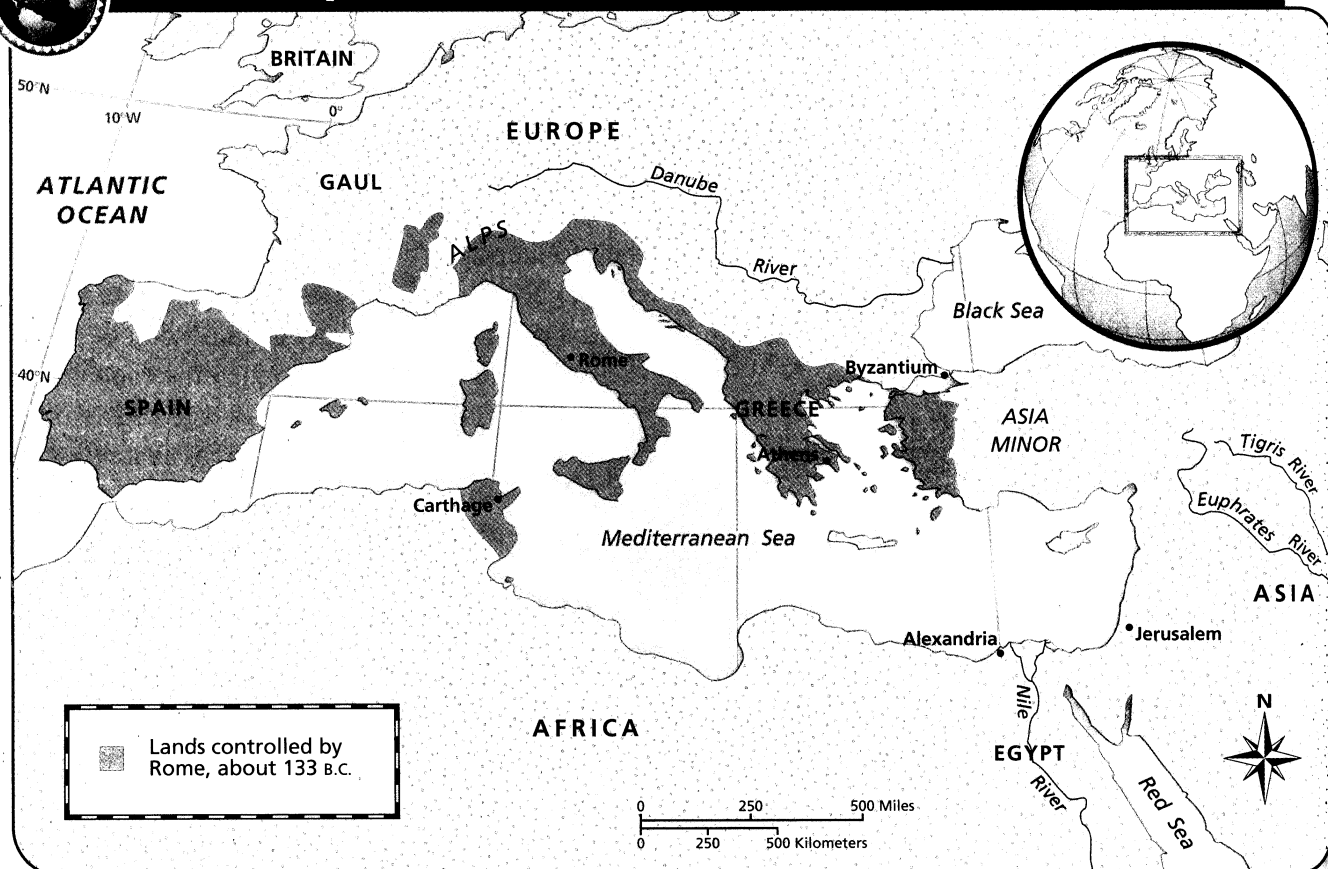 BRITAIN
50°N
10°W
0°
EUROPE
ATLANTIC
OCEAN
GAUL
Danube
River
ALPS
Black Sea
Rome
Byzantium
40°N
SPAIN
GREECE
ASIA
MINOR
Athens
Tigris River
Euphrates River
Carthage
Mediterranean Sea
ASIA
Alexandria
Jerusalem
Nile
River
N
AFRICA
EGYPT
Red Sea
Lands controlled by
Rome, about 133 B.C.
0 250 500 Miles
0 250 500 Kilometers